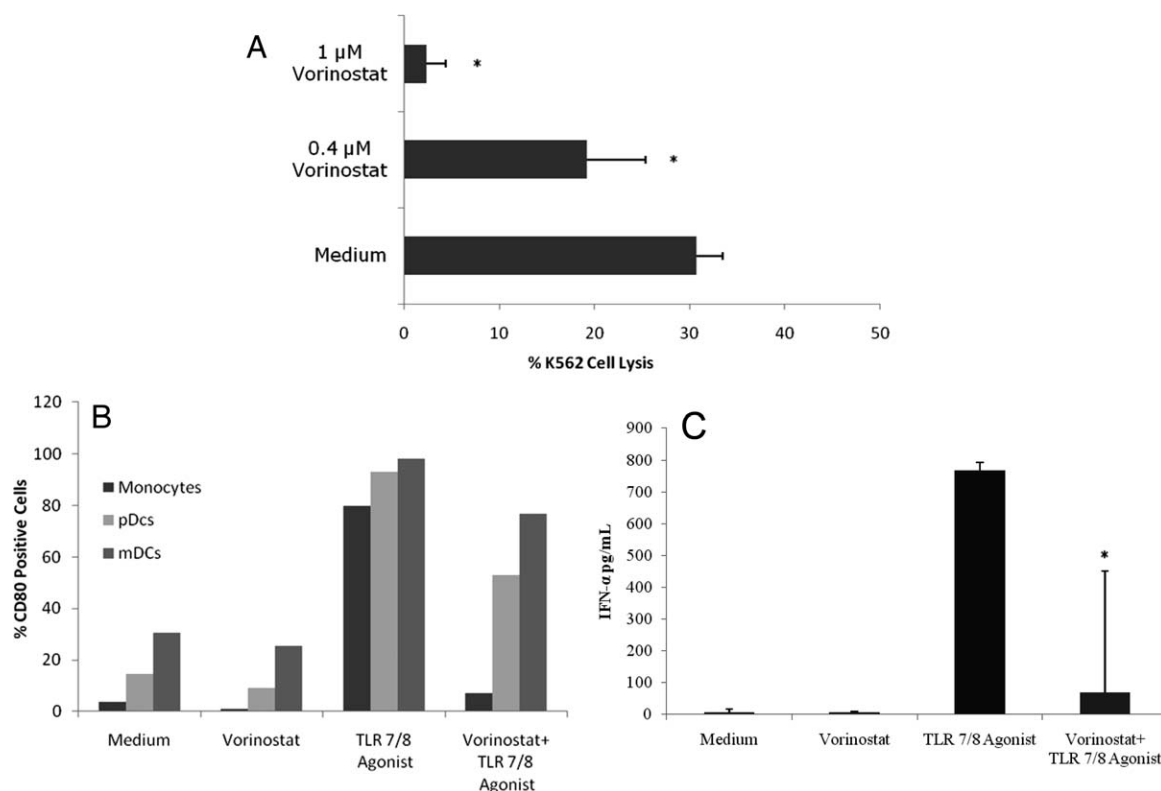 A
1 µM
Vorinostat
*
0.4 µM
Vorinostat
*
Medium
0 10 20 30 40 50
% K562 Cell Lysis
B
% CD80 Positive Cells
120
100
80
60
40
20
0
Monocytes
pDcs
mDCs
Medium Vorinostat TLR 7/8 Vorinostat+
Agonist TLR 7/8
Agonist
C
IFN-α pg/mL
900
800
700
600
500
400
300
200
100
0
*
Medium Vorinostat TLR 7/8 Agonist Vorinostat+
TLR 7/8 Agonist